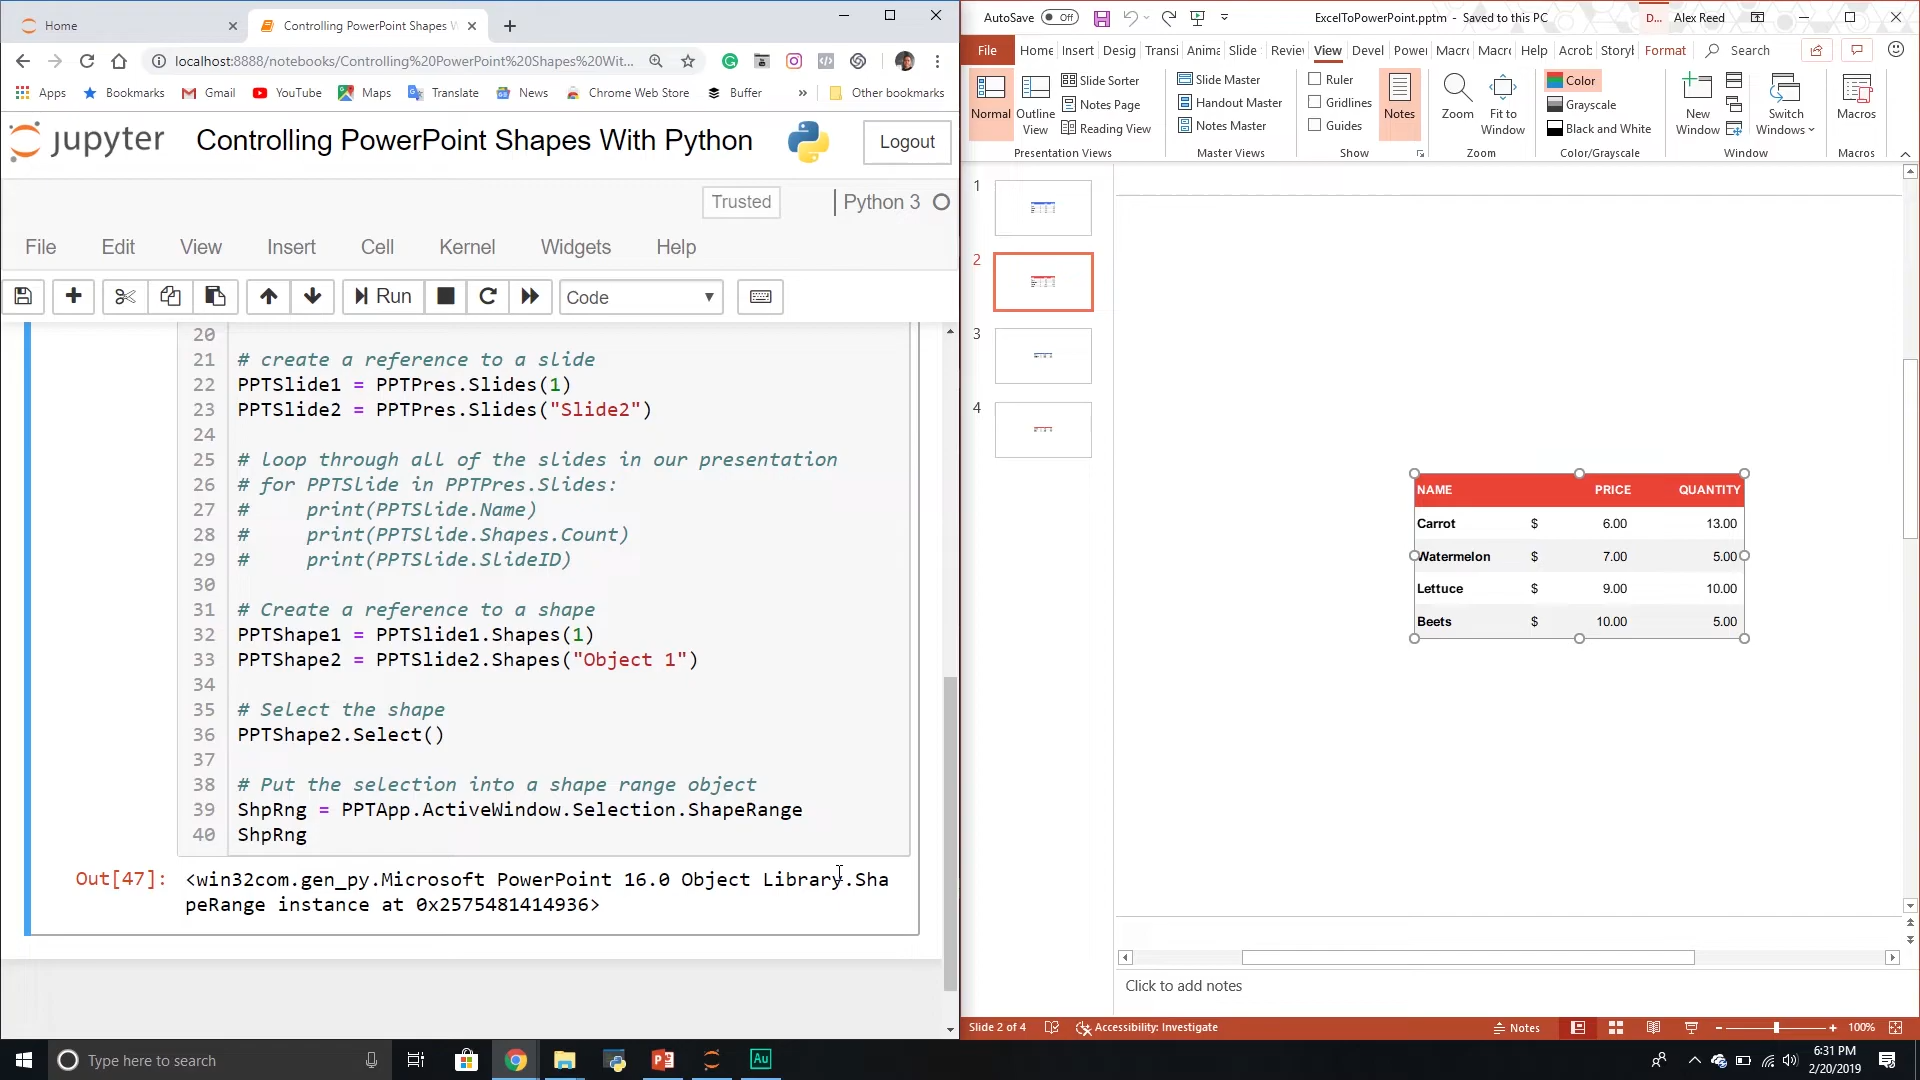 Home
Controlling PowerPoint Shapes W
localhost:8888/notebooks/Controlling%20PowerPoint%20Shapes%20Wit...
Apps
Bookmarks
Gmail
YouTube
Maps
Translate
News
Chrome Web Store
Buffer
»
Other bookmarks
jupyter
Controlling PowerPoint Shapes With Python
Logout
Trusted
Python 3
File Edit View Insert Cell Kernel Widgets Help
Run
Code
20
21 # create a reference to a slide
22 PPTSlide1 = PPTPres.Slides(1)
23 PPTSlide2 = PPTPres.Slides("Slide2")
24
25 # loop through all of the slides in our presentation
26 # for PPTSlide in PPTPres.Slides:
27 #     print(PPTSlide.Name)
28 #     print(PPTSlide.Shapes.Count)
29 #     print(PPTSlide.SlideID)
30
31 # Create a reference to a shape
32 PPTShape1 = PPTSlide1.Shapes(1)
33 PPTShape2 = PPTSlide2.Shapes("Object 1")
34
35 # Select the shape
36 PPTShape2.Select()
37
38 # Put the selection into a shape range object
39 ShpRng = PPTApp.ActiveWindow.Selection.ShapeRange
40 ShpRng
Out[47]: <win32com.gen_py.Microsoft PowerPoint 16.0 Object Library.Sha
peRange instance at 0x2575481414936>
AutoSave Off
ExcelToPowerPoint.pptm - Saved to this PC
D... Alex Reed
File Home Insert Desig Transi Anima Slide Review View Devel Power Macro Macro Help Acrob Storyb Format Search
Normal
Outline
View
Slide Sorter
Notes Page
Reading View
Presentation Views
Slide Master
Handout Master
Notes Master
Master Views
Ruler
Gridlines
Guides
Show
Notes
Zoom
Fit to
Window
Zoom
Color
Grayscale
Black and White
Color/Grayscale
New
Window
Switch
Windows
Window
Macros
Macros
1
2
3
4
NAME PRICE QUANTITY
Carrot $ 6.00 13.00
Watermelon $ 7.00 5.00
Lettuce $ 9.00 10.00
Beets $ 10.00 5.00
Click to add notes
Slide 2 of 4
Accessibility: Investigate
Notes
100%
Type here to search
Au
6:31 PM
2/20/2019